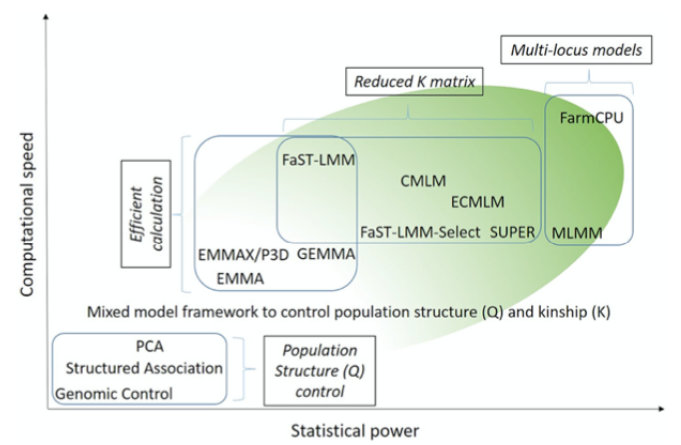 Multi-locus models
Reduced K matrix
FarmCPU
FaST-LMM
CMLM
ECMLM
Efficient
calculation
FaST-LMM-Select SUPER MLMM
EMMAX/P3D GEMMA
EMMA
Computational speed
Mixed model framework to control population structure (Q) and kinship (K)
PCA
Structured Association
Genomic Control
Population
Structure (Q)
control
Statistical power